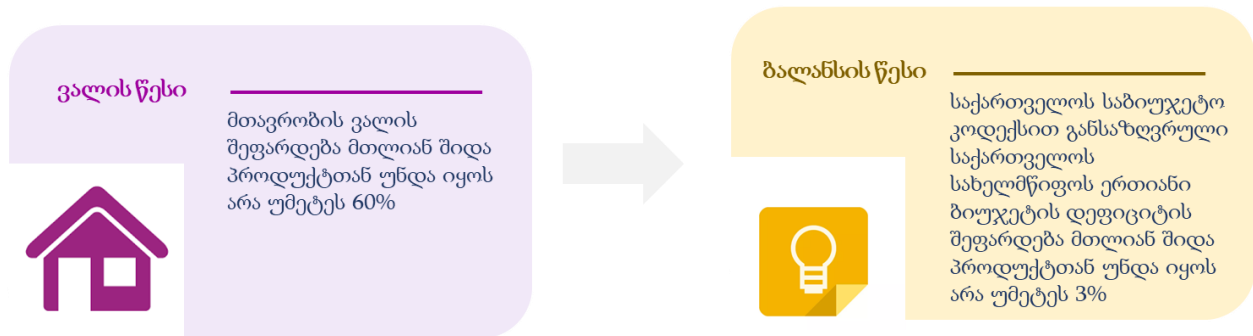 ვალის წესი
მთავრობის ვალის
შეფარდება მთლიან შიდა
პროდუქტთან უნდა იყოს
არა უმეტეს 60%
ბალანსის წესი
საქართველოს საბიუჯეტო
კოდექსით განსაზღვრული
საქართველოს
სახელმწიფოს ერთიანი
ბიუჯეტის დეფიციტის
შეფარდება მთლიან შიდა
პროდუქტთან უნდა იყოს
არა უმეტეს 3%